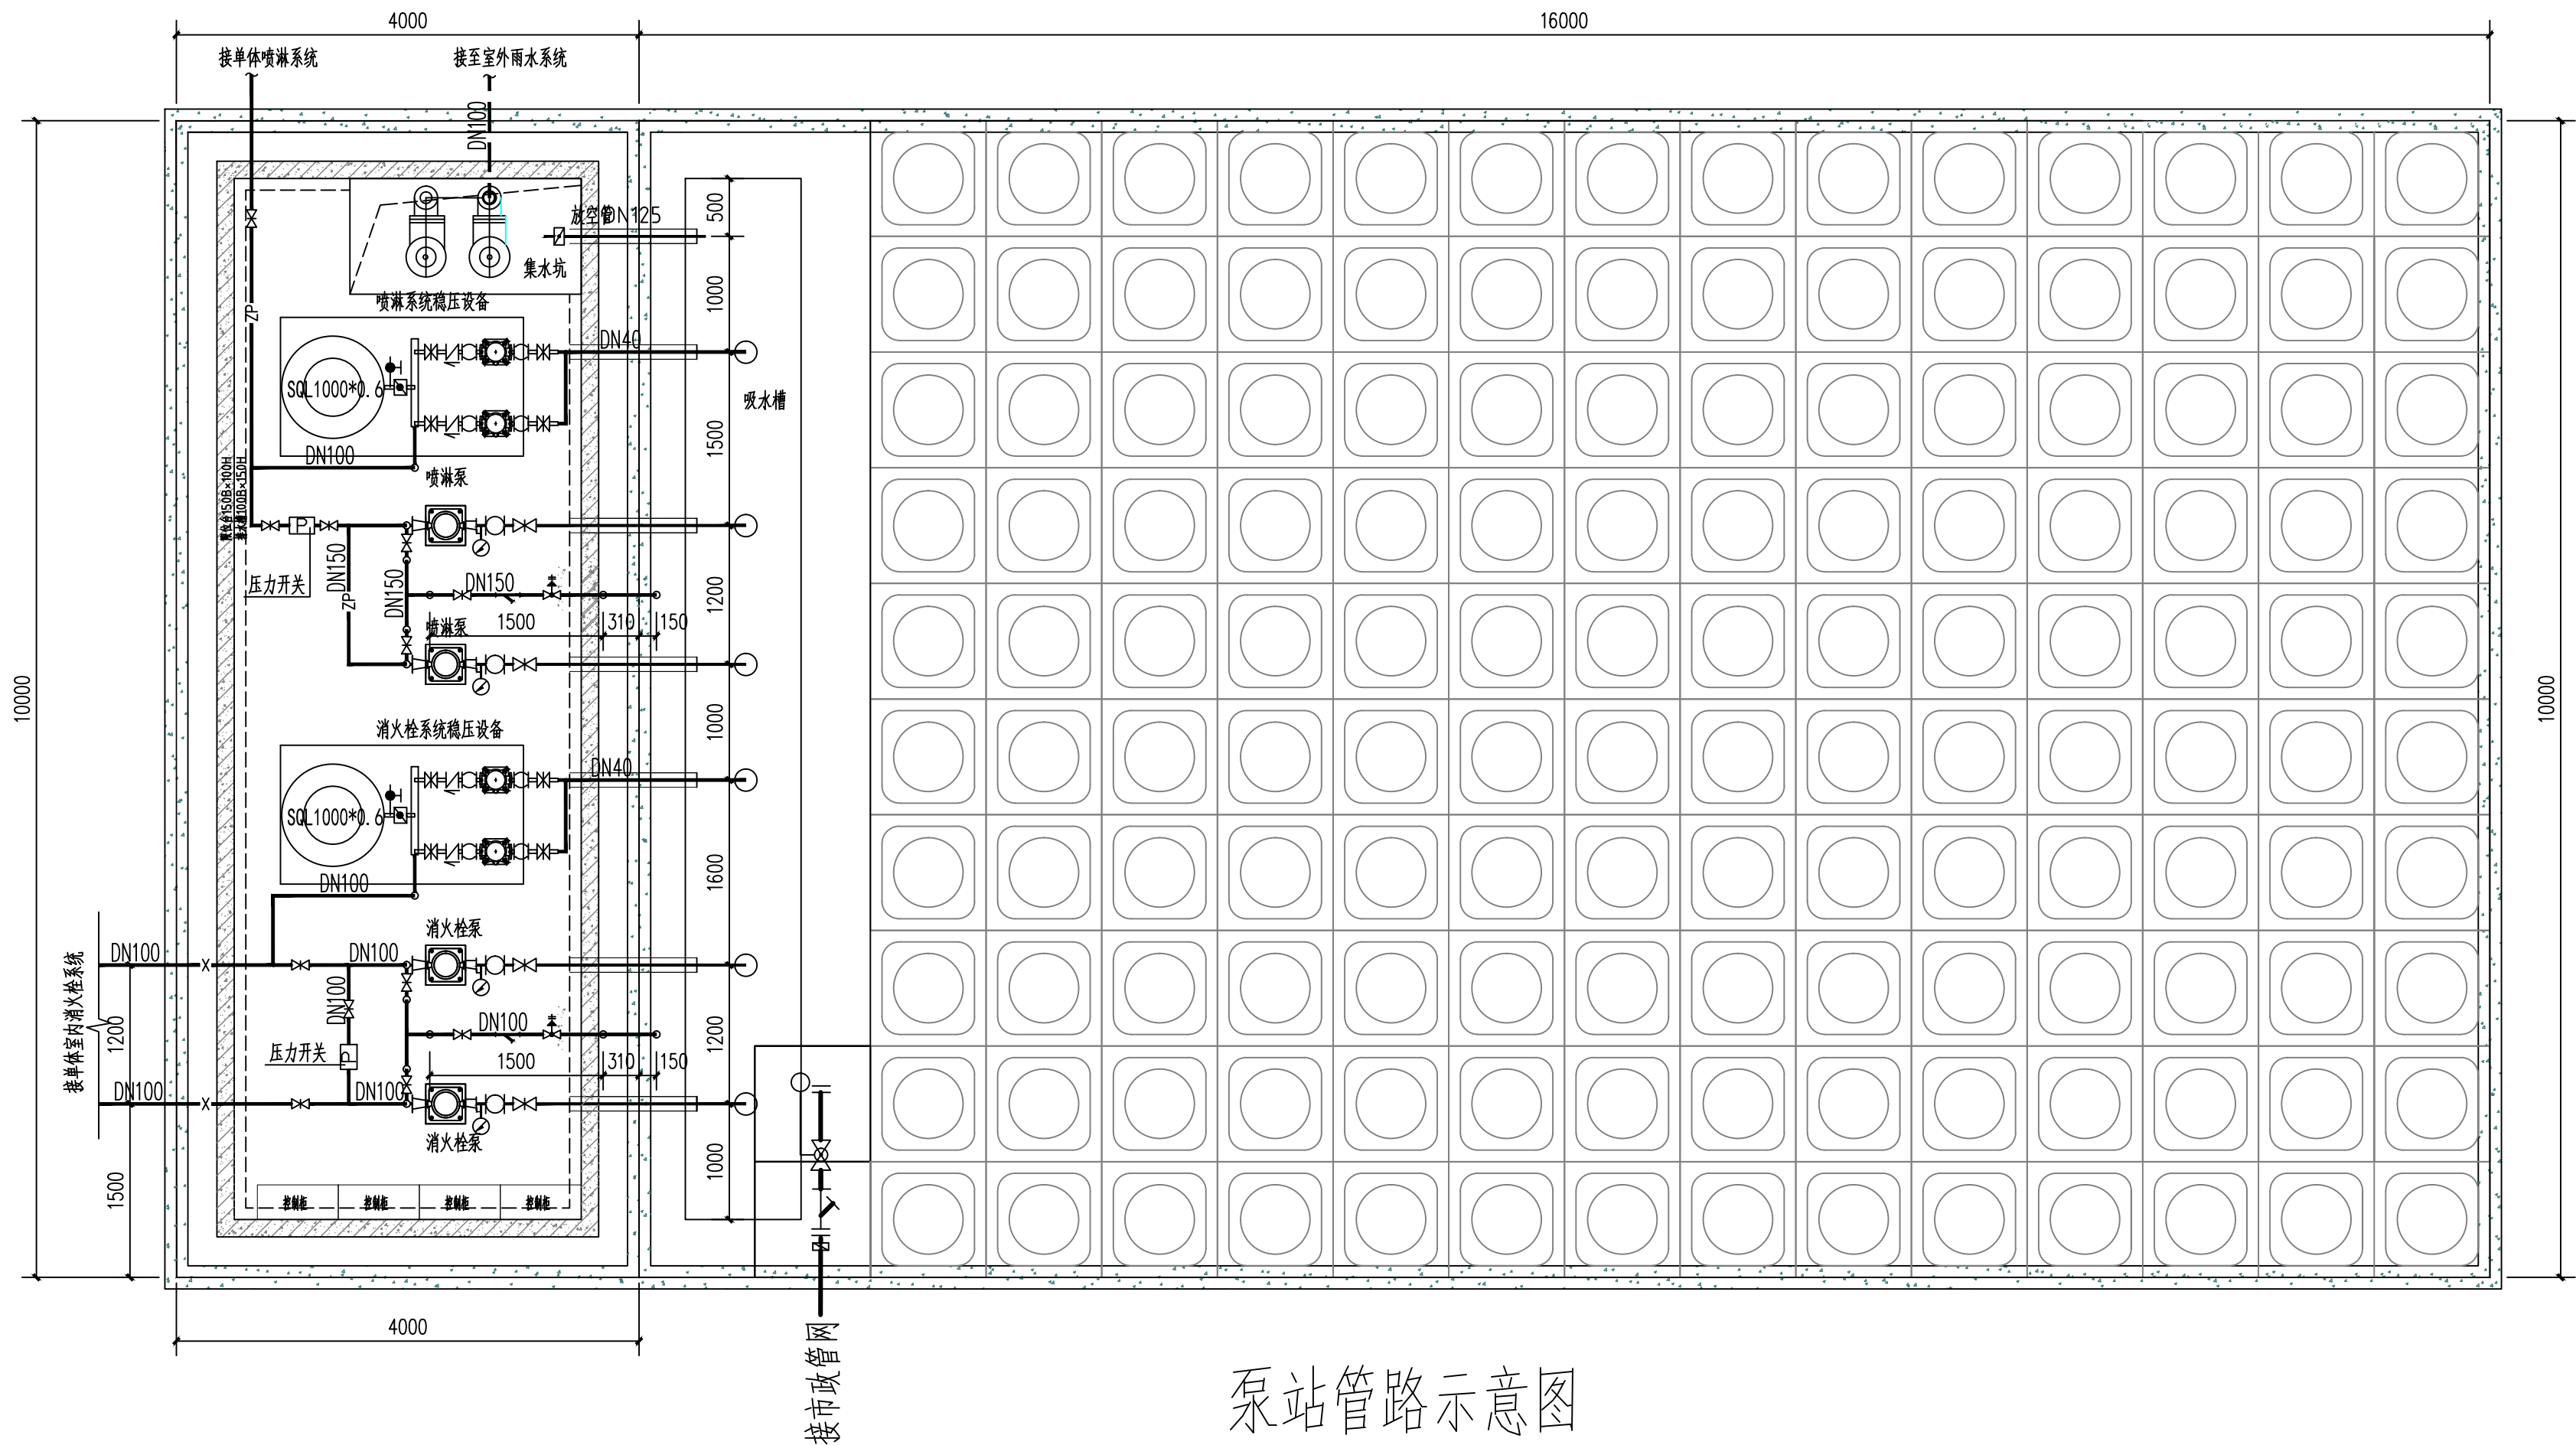 4000
16000
接单体喷淋系统
接至室外雨水系统
DN100
放空管DN125
500
集水坑
喷淋系统稳压设备
ZP
1000
DN40
SQL1000*0.6
吸水槽
1500
DN100
喷淋泵
150B×100H
100B×150H
P
压力开关
DN150
ZP
DN150
DN150
1200
喷淋泵
1500
310
150
10000
10000
1000
消火栓系统稳压设备
DN40
SQL1000*0.6
1600
DN100
消火栓泵
接单体室内消火栓系统
DN100
DN100
DN100
1200
DN100
1200
压力开关
P
1500
310
150
DN100
DN100
消火栓泵
1000
1500
控制柜
控制柜
控制柜
控制柜
4000
接市政管网
泵站管路示意图